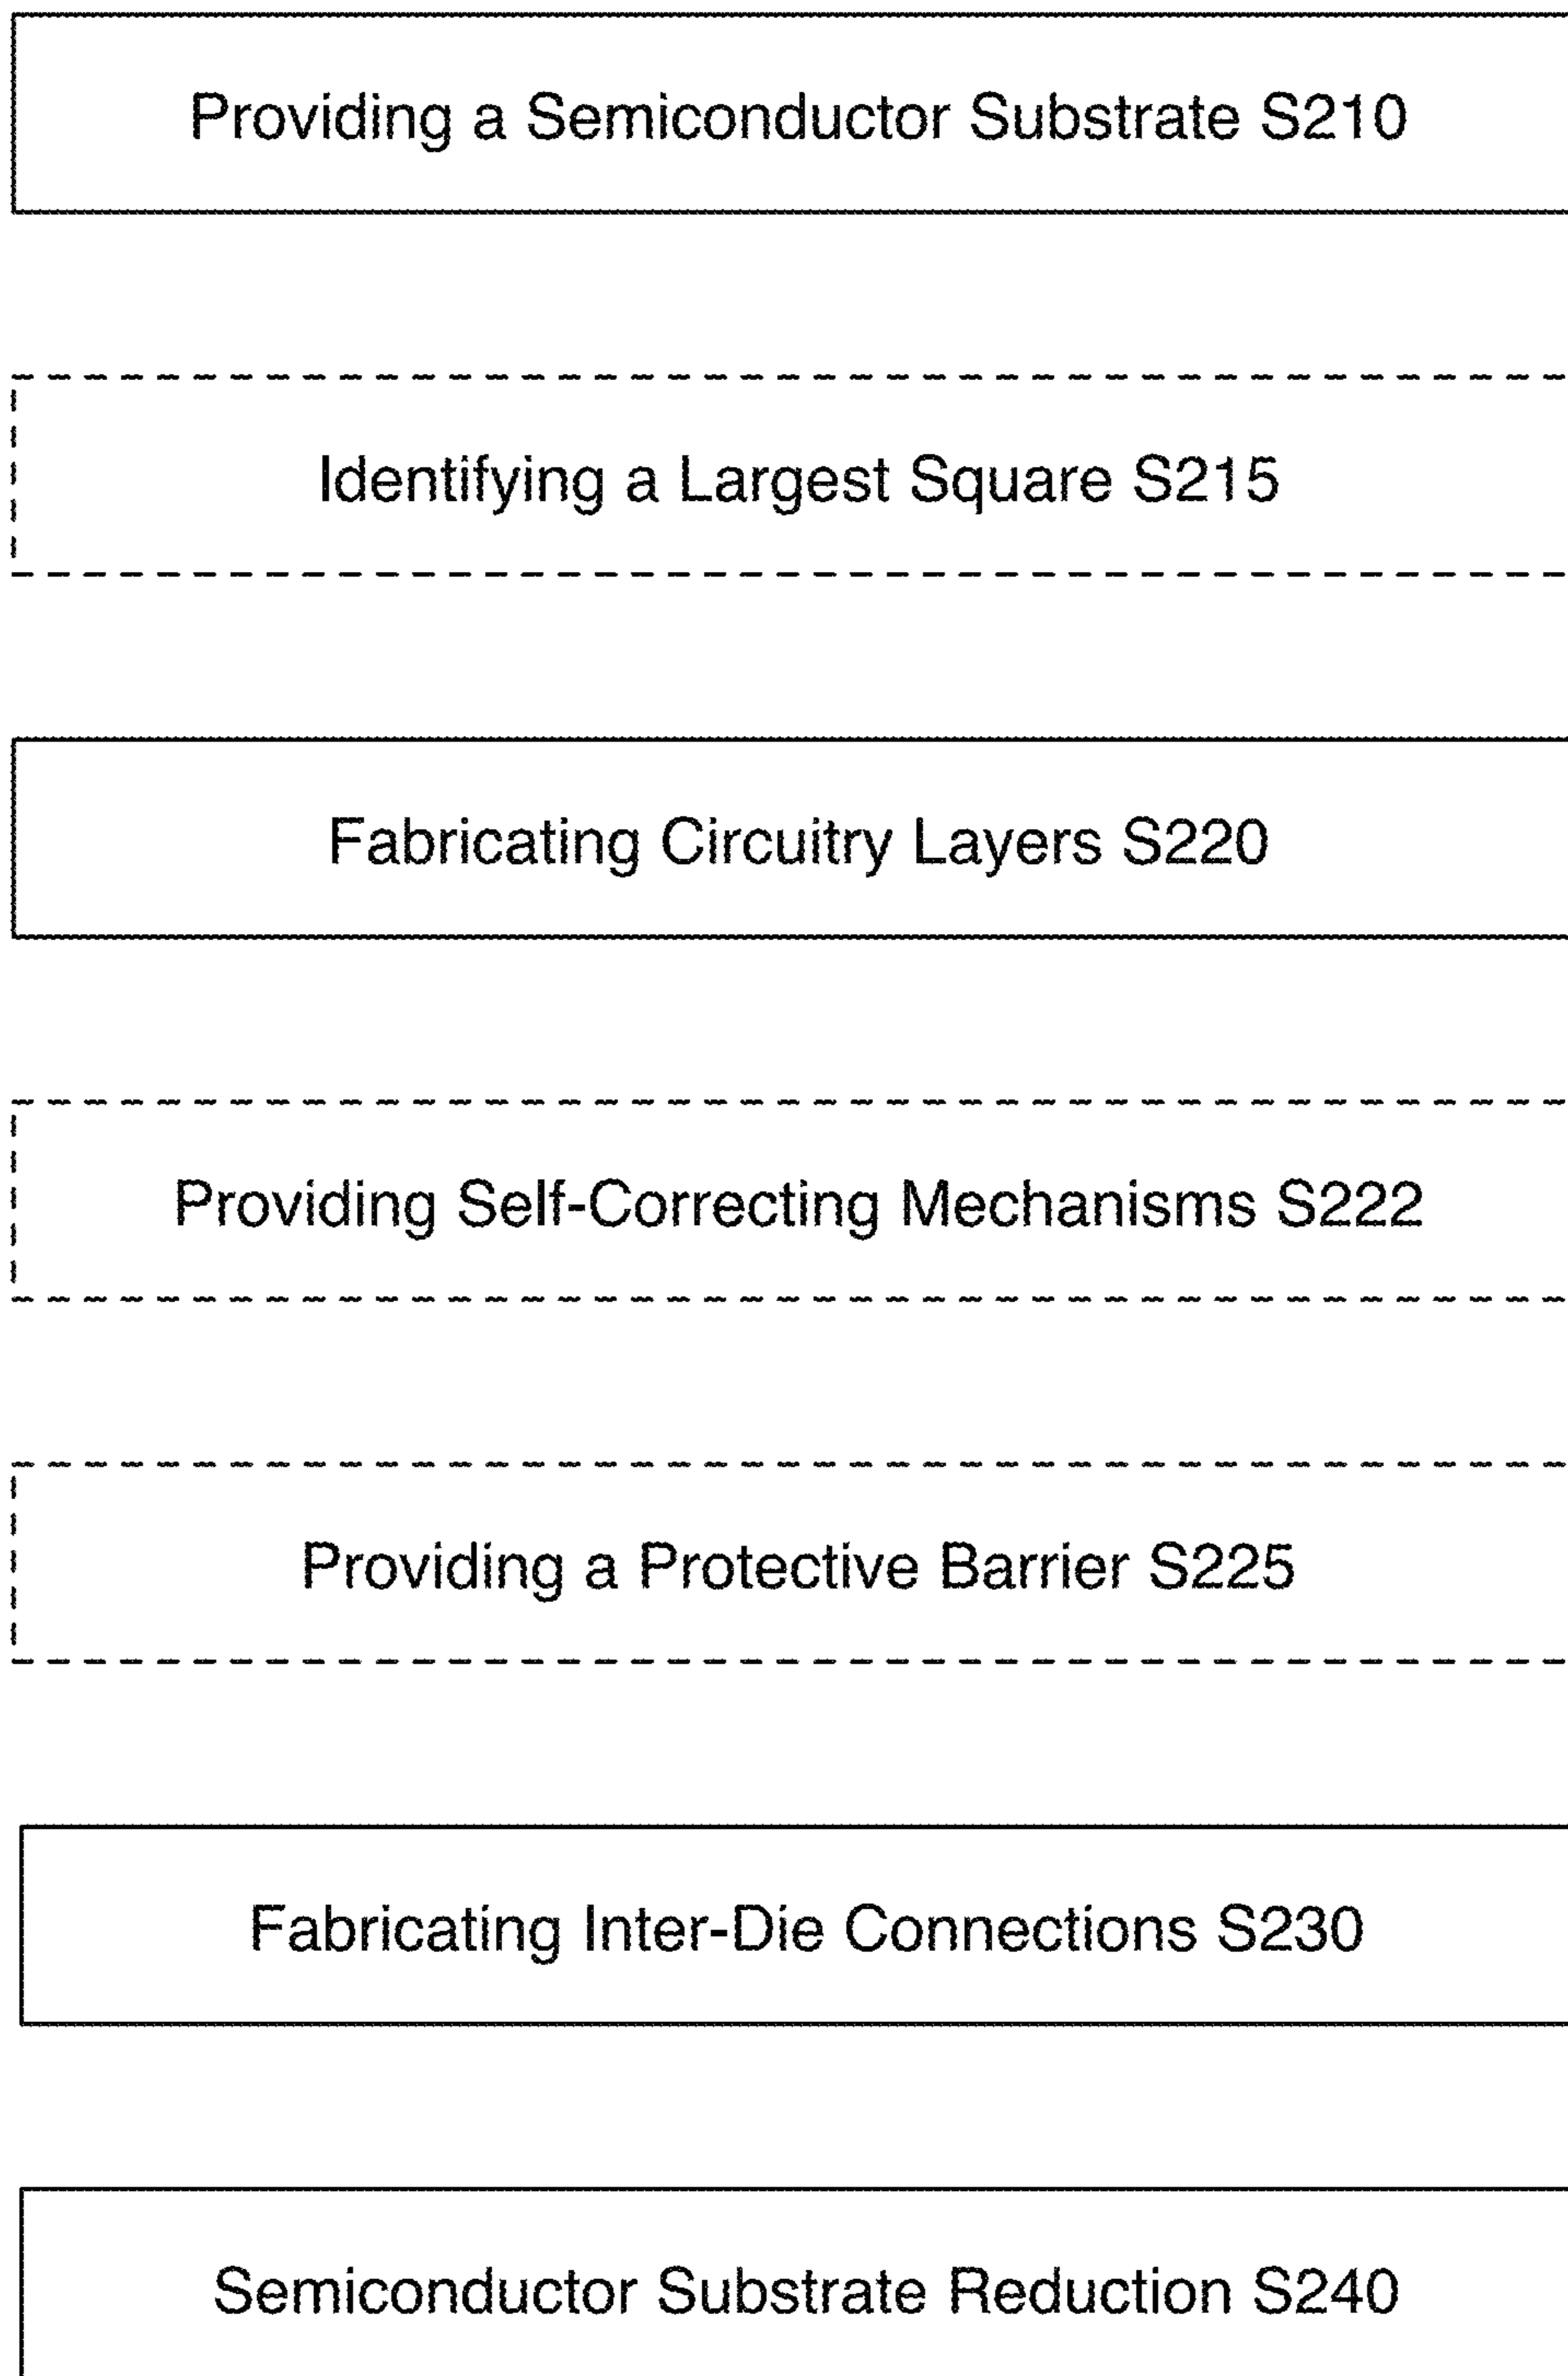 Providing a Semiconductor Substrate S210
Identifying a Largest Square S215
Fabricating Circuitry Layers S220
Providing Self-Correcting Mechanisms S222
Providing a Protective Barrier S225
Fabricating Inter-Die Connections S230
Semiconductor Substrate Reduction S240